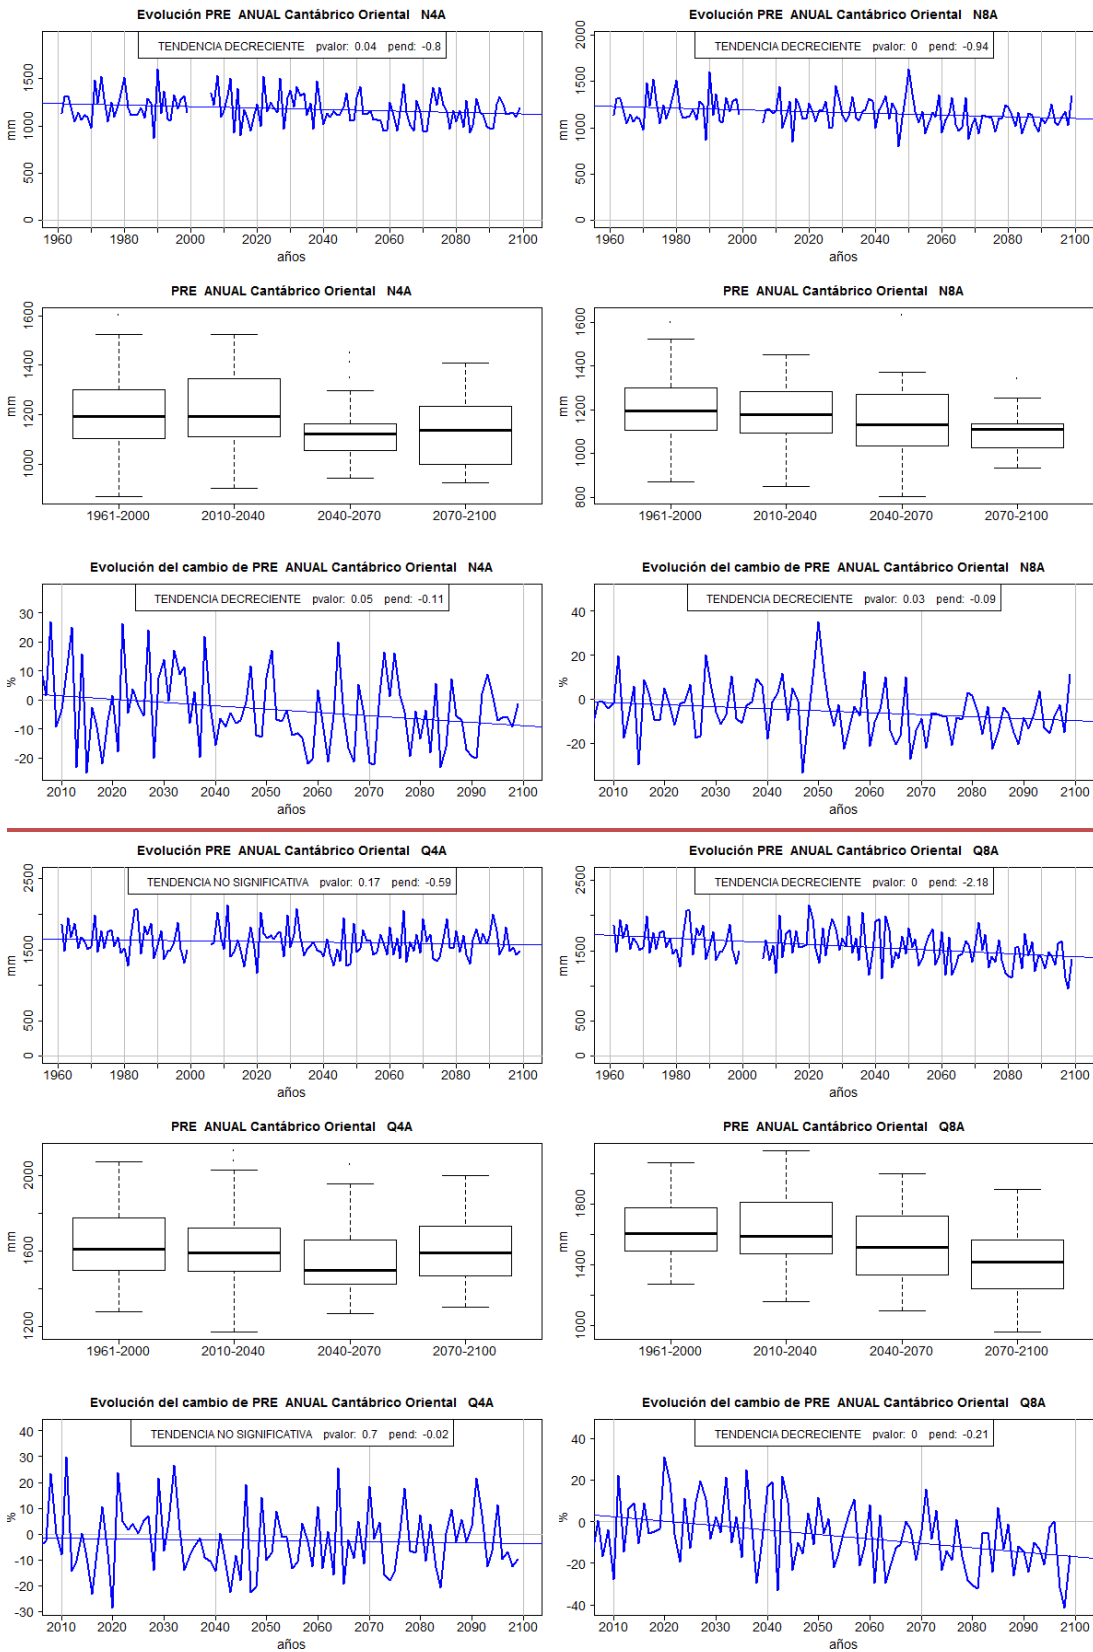 Evolución PRE ANUAL Cantábrico Oriental N4A
TENDENCIA DECRECIENTE pvalor: 0.04 pend: -0.8
mm
0 500 1000 1500
1960 1980 2000 2020 2040 2060 2080 2100
años
Evolución PRE ANUAL Cantábrico Oriental N8A
TENDENCIA DECRECIENTE pvalor: 0 pend: -0.94
mm
0 500 1000 1500 2000
1960 1980 2000 2020 2040 2060 2080 2100
años
PRE ANUAL Cantábrico Oriental N4A
mm
1000 1200 1400 1600
1961-2000 2010-2040 2040-2070 2070-2100
PRE ANUAL Cantábrico Oriental N8A
mm
800 1000 1200 1400 1600
1961-2000 2010-2040 2040-2070 2070-2100
Evolución del cambio de PRE ANUAL Cantábrico Oriental N4A
TENDENCIA DECRECIENTE pvalor: 0.05 pend: -0.11
%
-20 -10 0 10 20 30
2010 2020 2030 2040 2050 2060 2070 2080 2090 2100
años
Evolución del cambio de PRE ANUAL Cantábrico Oriental N8A
TENDENCIA DECRECIENTE pvalor: 0.03 pend: -0.09
%
-20 0 20 40
2010 2020 2030 2040 2050 2060 2070 2080 2090 2100
años
Evolución PRE ANUAL Cantábrico Oriental Q4A
TENDENCIA NO SIGNIFICATIVA pvalor: 0.17 pend: -0.59
mm
0 500 1500 2500
1960 1980 2000 2020 2040 2060 2080 2100
años
Evolución PRE ANUAL Cantábrico Oriental Q8A
TENDENCIA DECRECIENTE pvalor: 0 pend: -2.18
mm
0 500 1500 2500
1960 1980 2000 2020 2040 2060 2080 2100
años
PRE ANUAL Cantábrico Oriental Q4A
mm
1200 1600 2000
1961-2000 2010-2040 2040-2070 2070-2100
PRE ANUAL Cantábrico Oriental Q8A
mm
1000 1400 1800
1961-2000 2010-2040 2040-2070 2070-2100
Evolución del cambio de PRE ANUAL Cantábrico Oriental Q4A
TENDENCIA NO SIGNIFICATIVA pvalor: 0.7 pend: -0.02
%
-30 -20 -10 0 10 20 30 40
2010 2020 2030 2040 2050 2060 2070 2080 2090 2100
años
Evolución del cambio de PRE ANUAL Cantábrico Oriental Q8A
TENDENCIA DECRECIENTE pvalor: 0 pend: -0.21
%
-40 -20 0 20 40
2010 2020 2030 2040 2050 2060 2070 2080 2090 2100
años